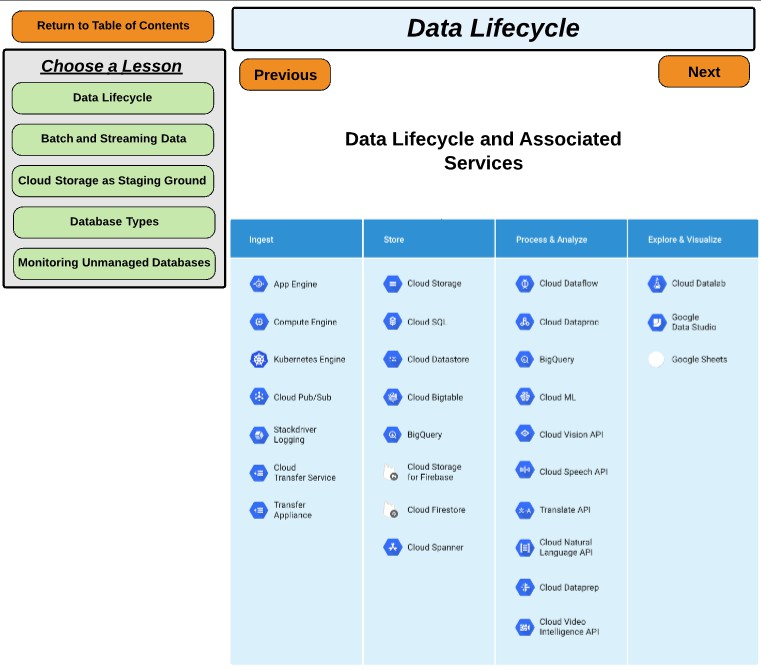 Return to Table of Contents
Choose a Lesson
Data Lifecycle
Batch and Streaming Data
Cloud Storage as Staging Ground
Database Types
Monitoring Unmanaged Databases
Data Lifecycle
Previous
Next
Data Lifecycle and Associated
Services
Ingest
App Engine
Compute Engine
Kubernetes Engine
Cloud Pub/Sub
Stackdriver
Logging
Cloud
Transfer Service
Transfer
Appliance
Store
Cloud Storage
Cloud SQL
Cloud Datastore
Cloud Bigtable
BigQuery
Cloud Storage
for Firebase
Cloud Firestore
Cloud Spanner
Process & Analyze
Cloud Dataflow
Cloud Dataproc
BigQuery
Cloud ML
Cloud Vision API
Cloud Speech API
Translate API
Cloud Natural
Language API
Cloud Dataprep
Cloud Video
Intelligence API
Explore & Visualize
Cloud Datalab
Google
Data Studio
Google Sheets